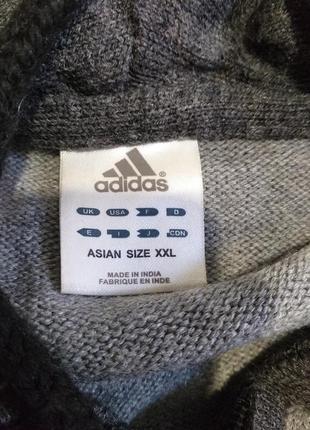 adidas®
UK USA F D
E I J CDN
ASIAN SIZE XXL
MADE IN INDIA
FABRIQUE EN INDE